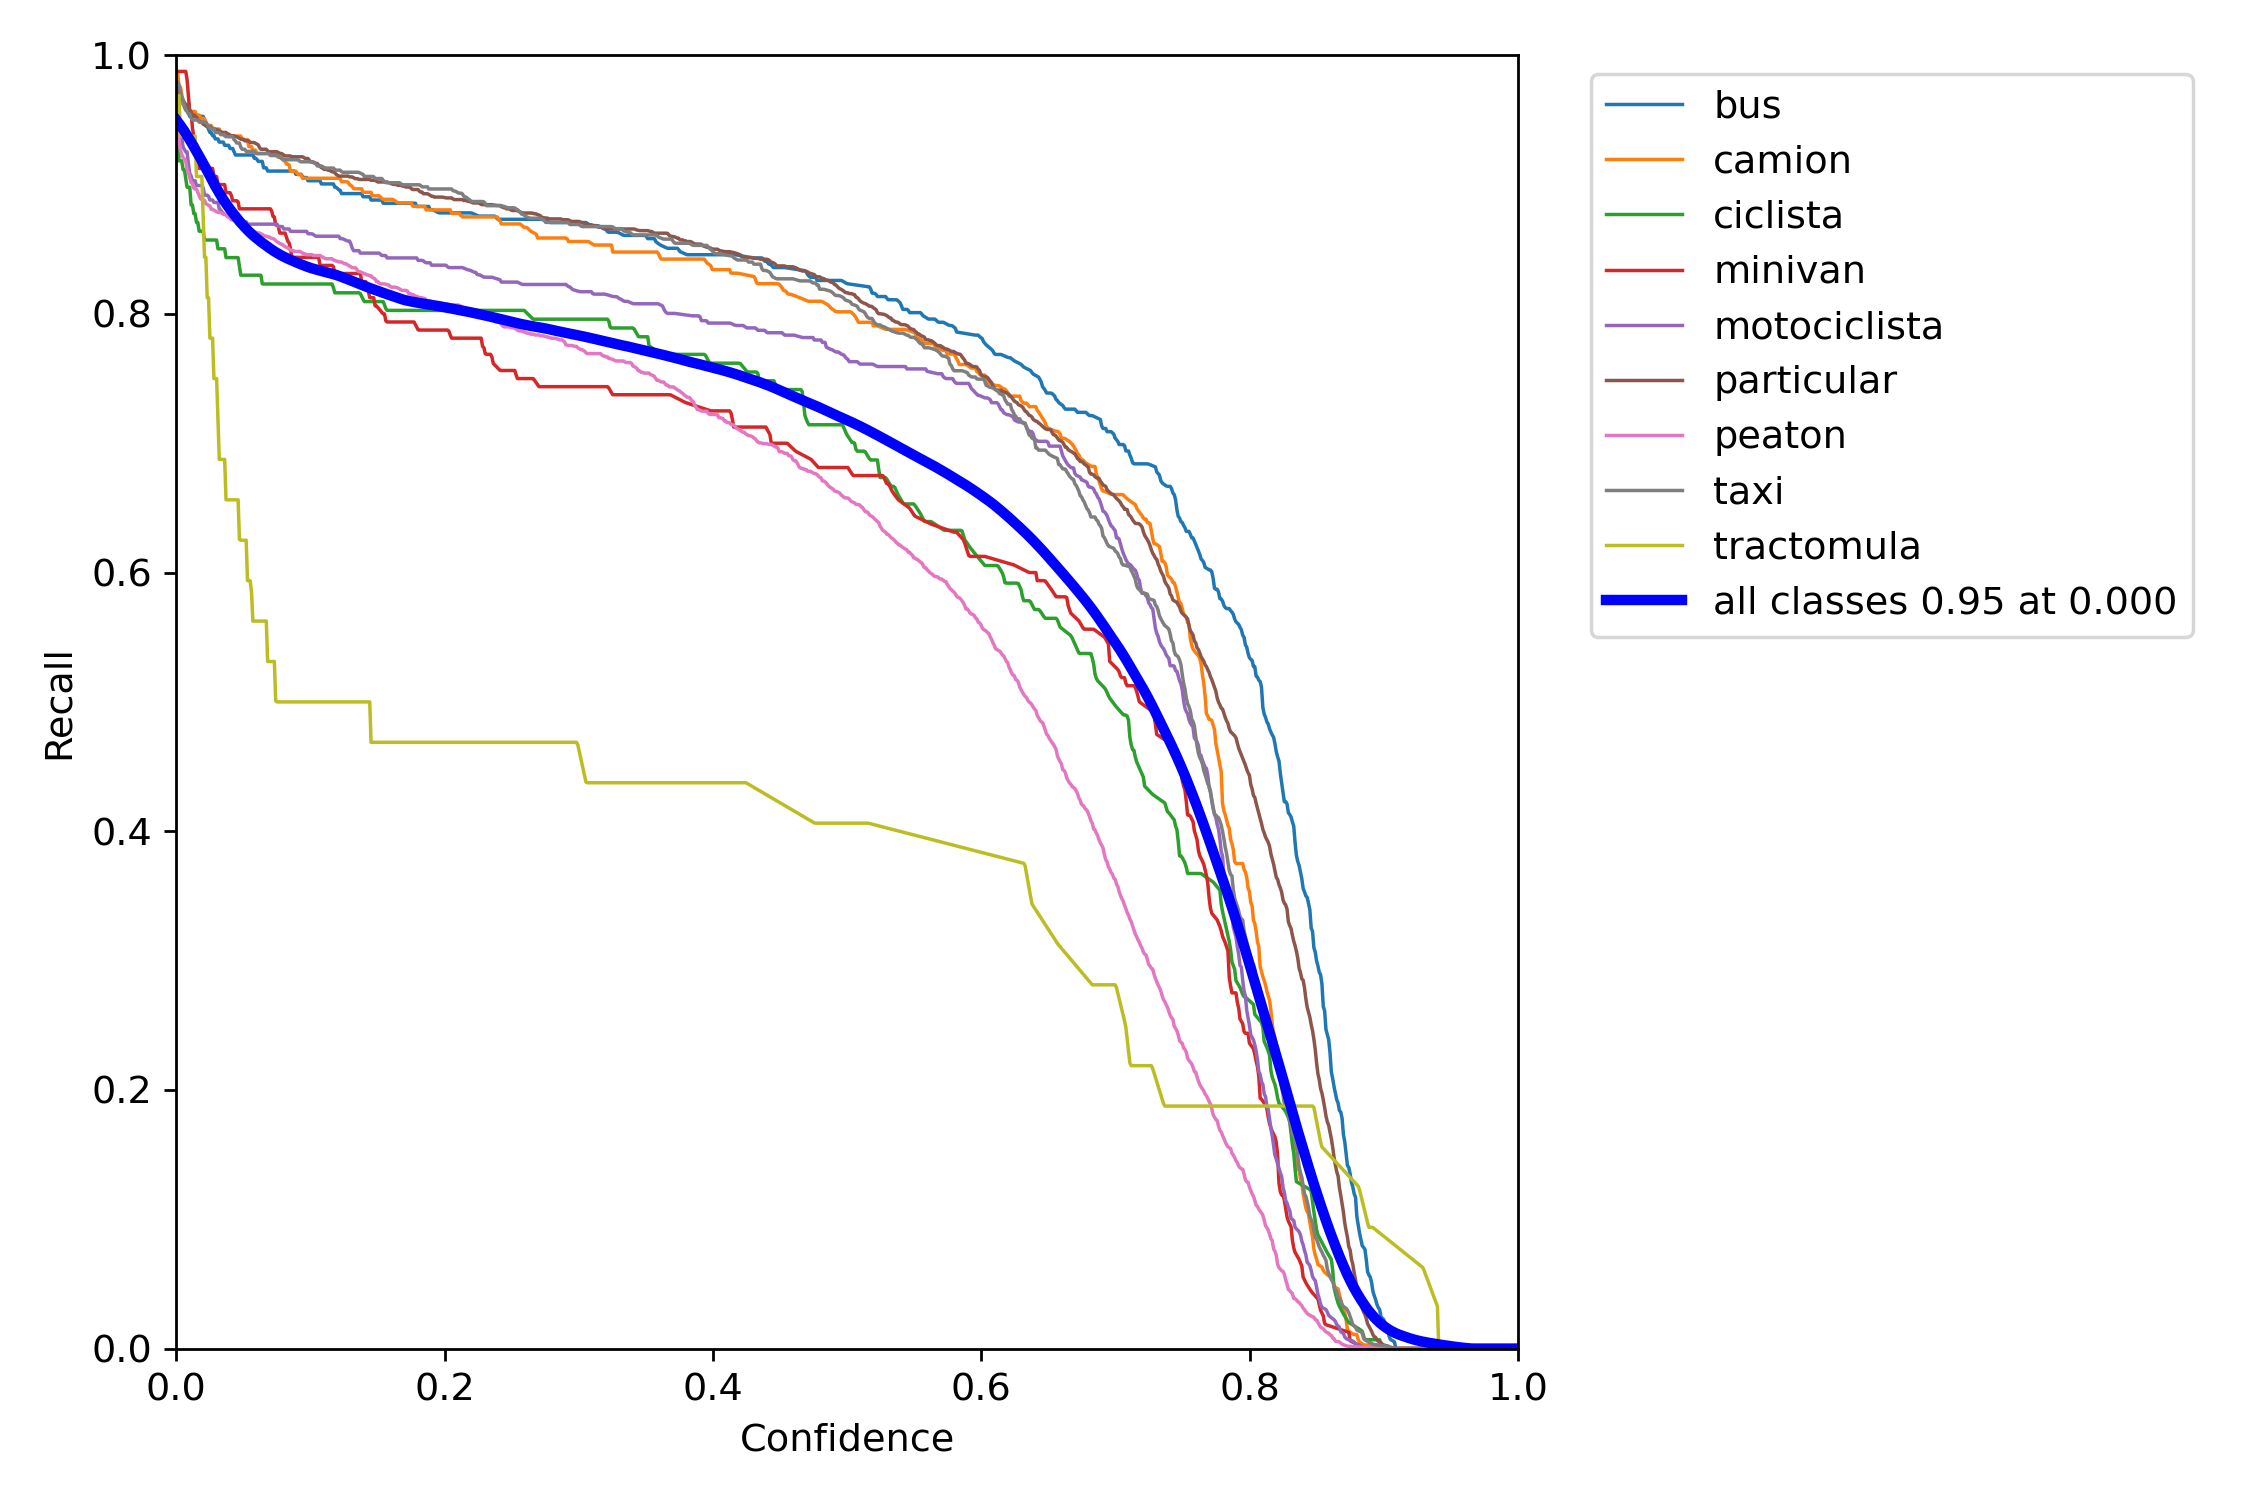 1.0
0.8
0.6
0.4
0.2
0.0
Recall
0.0 0.2 0.4 0.6 0.8 1.0
Confidence
bus
camion
ciclista
minivan
motociclista
particular
peaton
taxi
tractomula
all classes 0.95 at 0.000